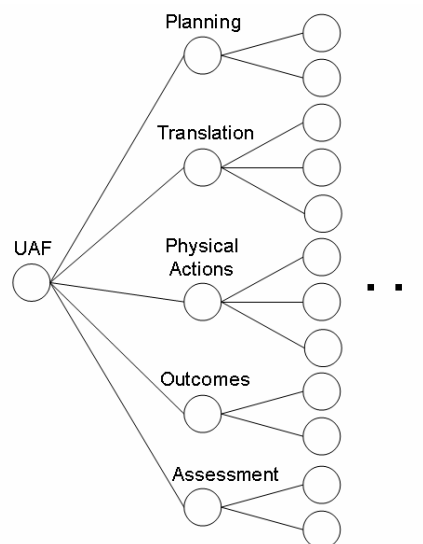 Planning
Translation
UAF
Physical
Actions
Outcomes
Assessment